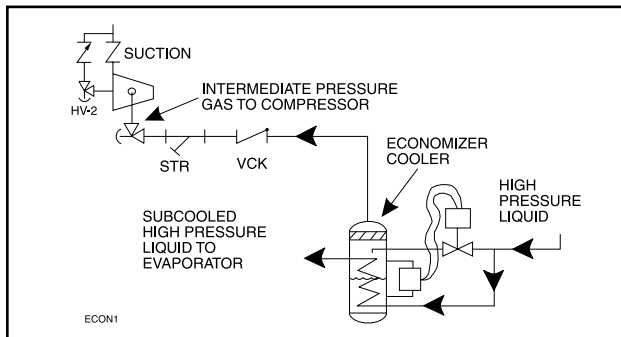 SUCTION
HV-2
INTERMEDIATE PRESSURE
GAS TO COMPRESSOR
STR
VCK
ECONOMIZER
COOLER
HIGH
PRESSURE
LIQUID
SUBCOOLED
HIGH PRESSURE
LIQUID TO
EVAPORATOR
ECON1